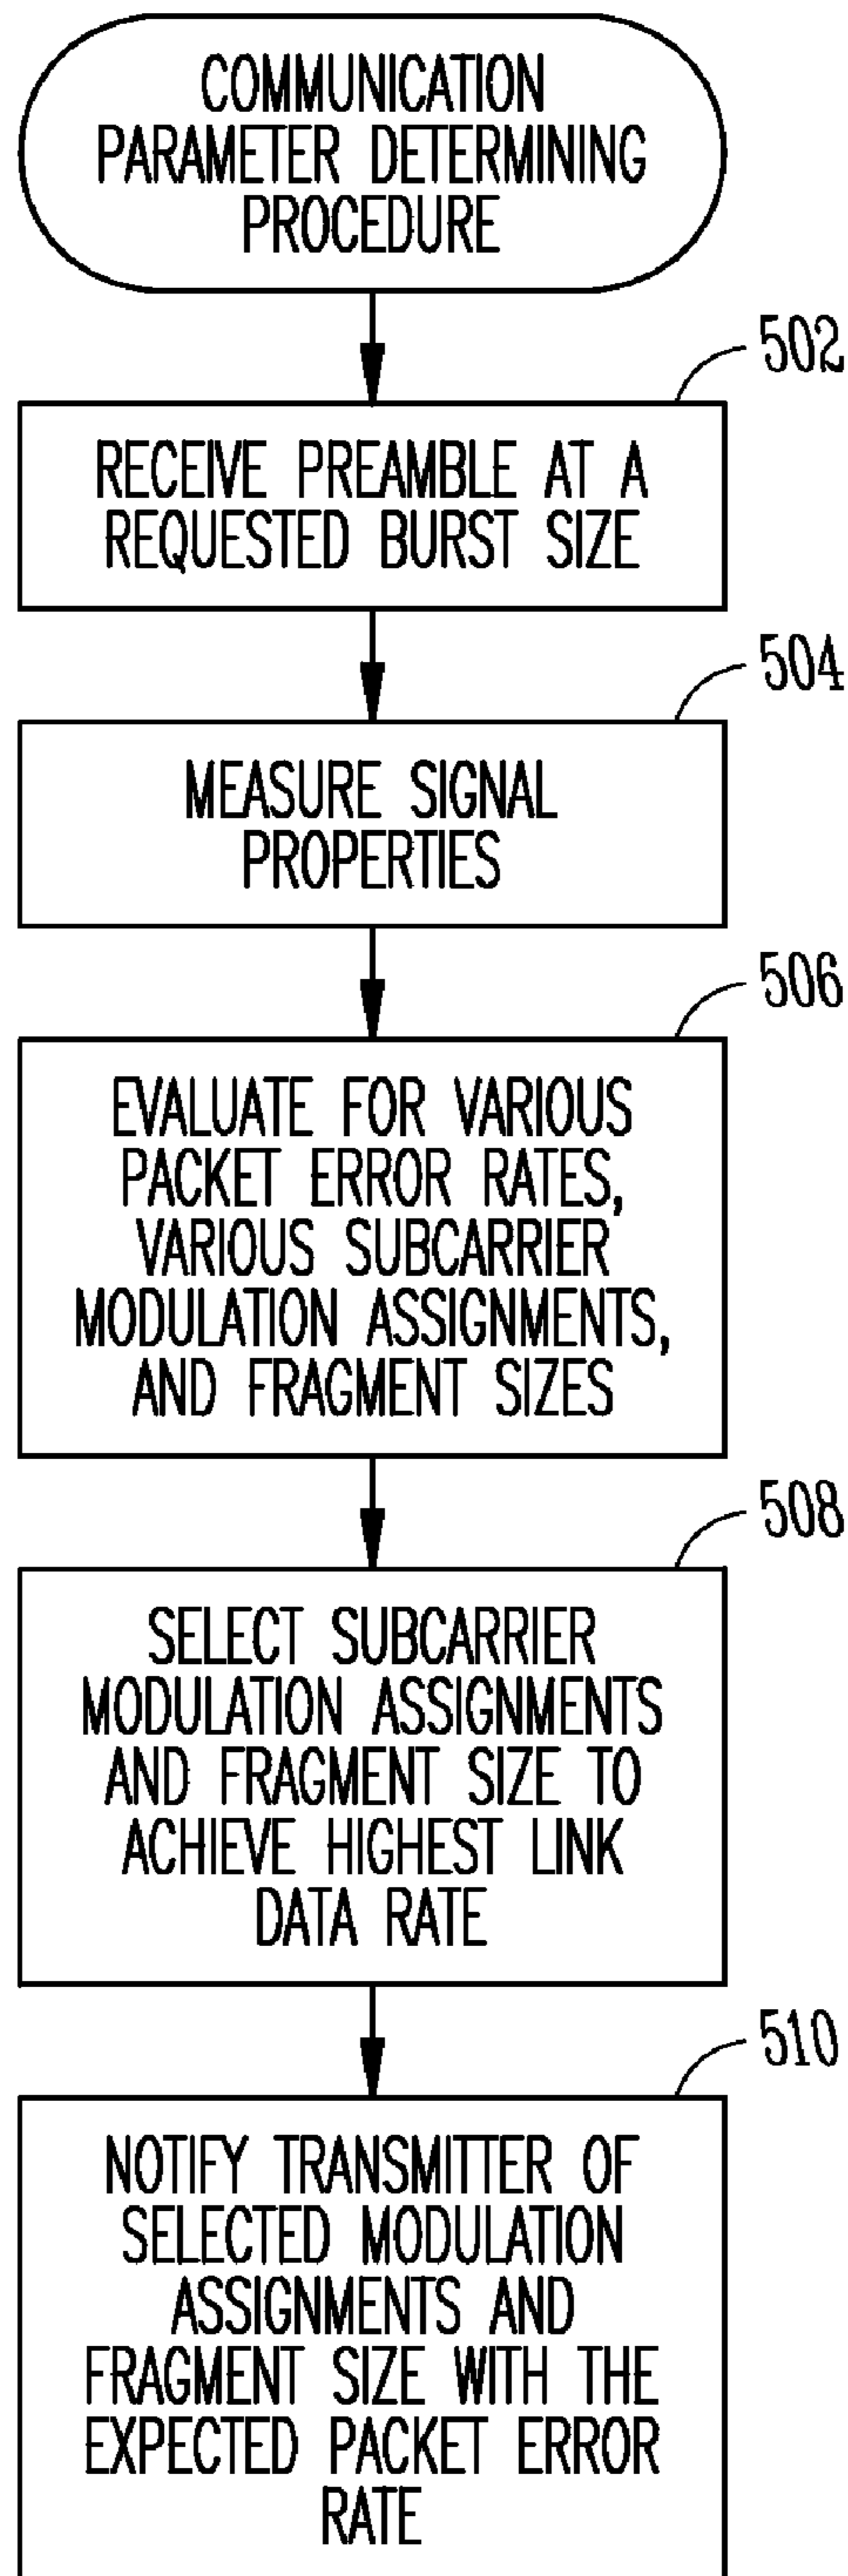 COMMUNICATION
PARAMETER DETERMINING
PROCEDURE
502
RECEIVE PREAMBLE AT A
REQUESTED BURST SIZE
504
MEASURE SIGNAL
PROPERTIES
506
EVALUATE FOR VARIOUS
PACKET ERROR RATES,
VARIOUS SUBCARRIER
MODULATION ASSIGNMENTS,
AND FRAGMENT SIZES
508
SELECT SUBCARRIER
MODULATION ASSIGNMENTS
AND FRAGMENT SIZE TO
ACHIEVE HIGHEST LINK
DATA RATE
510
NOTIFY TRANSMITTER OF
SELECTED MODULATION
ASSIGNMENTS AND
FRAGMENT SIZE WITH THE
EXPECTED PACKET ERROR
RATE